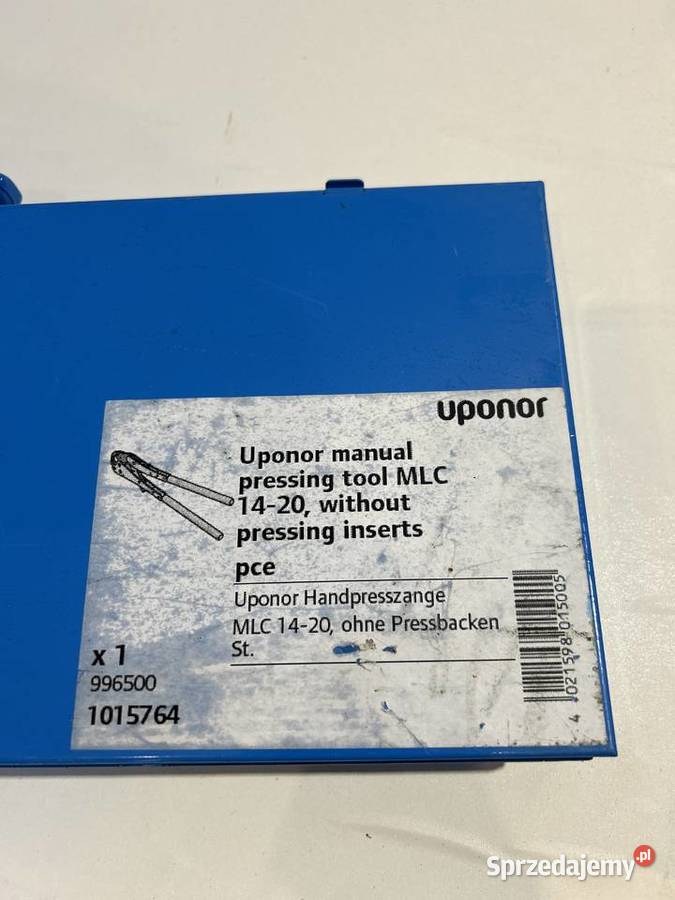 uponor
Uponor manual
pressing tool MLC
14-20, without
pressing inserts
pce
Uponor Handpresszange
MLC 14-20, ohne Pressbacken
St.
x 1
996500
1015764
4 021598 015005
Sprzedajemy.pl